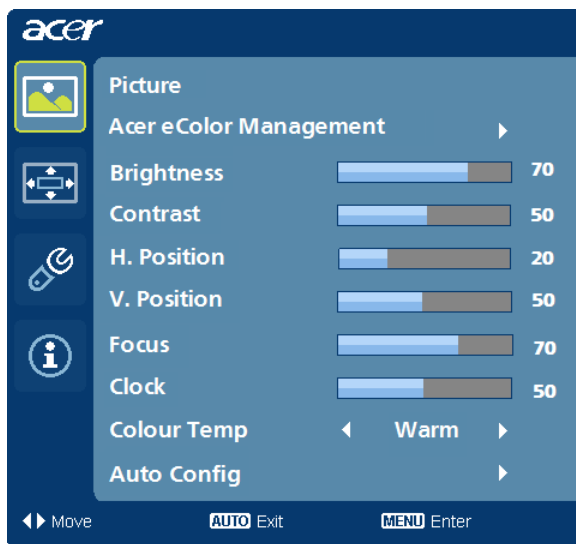 acer
Picture
Acer eColor Management
Brightness 70
Contrast 50
H. Position 20
V. Position 50
Focus 70
Clock 50
Colour Temp Warm
Auto Config
Move AUTO Exit MENU Enter